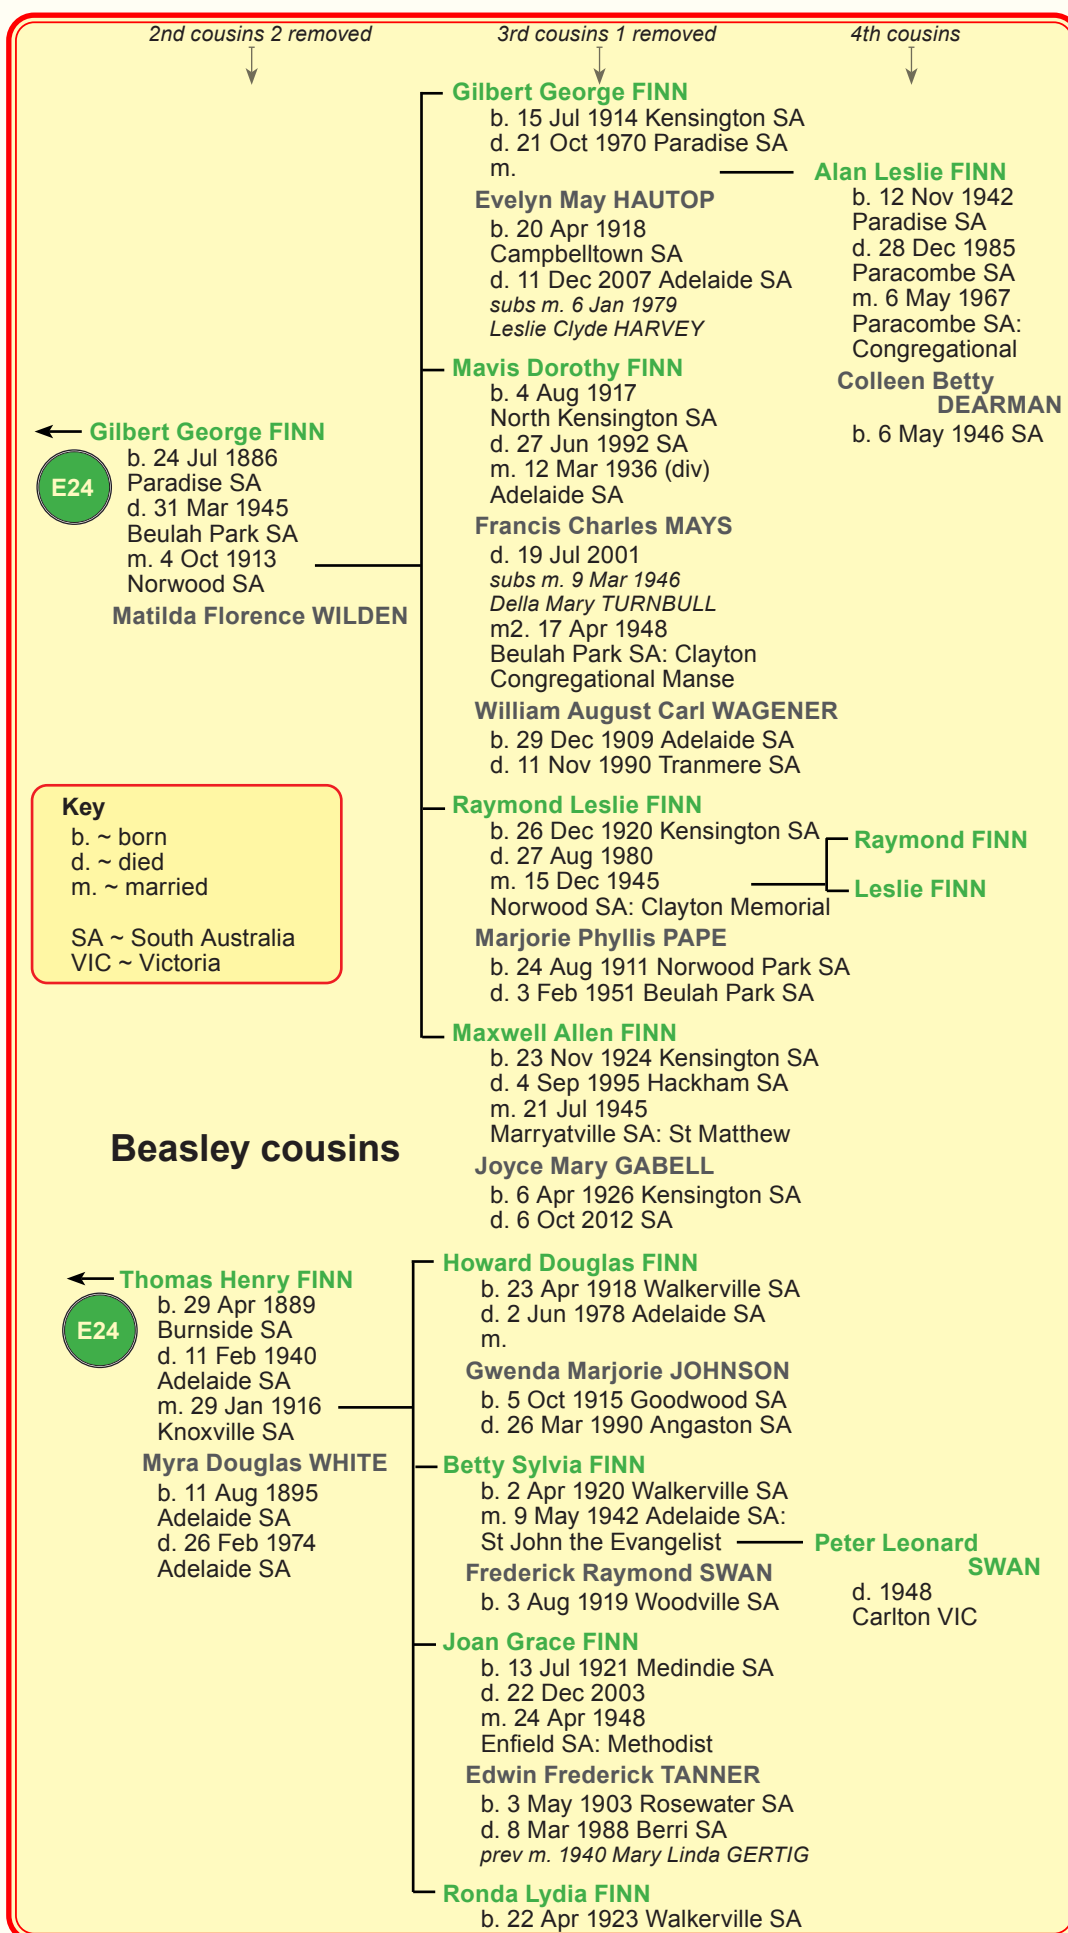 2nd cousins 2 removed
3rd cousins 1 removed
4th cousins
Gilbert George FINN
E24
b. 24 Jul 1886
Paradise SA
d. 31 Mar 1945
Beulah Park SA
m. 4 Oct 1913
Norwood SA
Matilda Florence WILDEN
Gilbert George FINN
b. 15 Jul 1914 Kensington SA
d. 21 Oct 1970 Paradise SA
m.
Evelyn May HAUTOP
b. 20 Apr 1918
Campbelltown SA
d. 11 Dec 2007 Adelaide SA
subs m. 6 Jan 1979
Leslie Clyde HARVEY
Alan Leslie FINN
b. 12 Nov 1942
Paradise SA
d. 28 Dec 1985
Paracombe SA
m. 6 May 1967
Paracombe SA:
Congregational
Colleen Betty
DEARMAN
b. 6 May 1946 SA
Mavis Dorothy FINN
b. 4 Aug 1917
North Kensington SA
d. 27 Jun 1992 SA
m. 12 Mar 1936 (div)
Adelaide SA
Francis Charles MAYS
d. 19 Jul 2001
subs m. 9 Mar 1946
Della Mary TURNBULL
m2. 17 Apr 1948
Beulah Park SA: Clayton
Congregational Manse
William August Carl WAGENER
b. 29 Dec 1909 Adelaide SA
d. 11 Nov 1990 Tranmere SA
Raymond Leslie FINN
b. 26 Dec 1920 Kensington SA
d. 27 Aug 1980
m. 15 Dec 1945
Norwood SA: Clayton Memorial
Marjorie Phyllis PAPE
b. 24 Aug 1911 Norwood Park SA
d. 3 Feb 1951 Beulah Park SA
Raymond FINN
Leslie FINN
Maxwell Allen FINN
b. 23 Nov 1924 Kensington SA
d. 4 Sep 1995 Hackham SA
m. 21 Jul 1945
Marryatville SA: St Matthew
Joyce Mary GABELL
b. 6 Apr 1926 Kensington SA
d. 6 Oct 2012 SA
Key
b. ~ born
d. ~ died
m. ~ married
SA ~ South Australia
VIC ~ Victoria
Beasley cousins
Thomas Henry FINN
E24
b. 29 Apr 1889
Burnside SA
d. 11 Feb 1940
Adelaide SA
m. 29 Jan 1916
Knoxville SA
Myra Douglas WHITE
b. 11 Aug 1895
Adelaide SA
d. 26 Feb 1974
Adelaide SA
Howard Douglas FINN
b. 23 Apr 1918 Walkerville SA
d. 2 Jun 1978 Adelaide SA
m.
Gwenda Marjorie JOHNSON
b. 5 Oct 1915 Goodwood SA
d. 26 Mar 1990 Angaston SA
Betty Sylvia FINN
b. 2 Apr 1920 Walkerville SA
m. 9 May 1942 Adelaide SA:
St John the Evangelist
Frederick Raymond SWAN
b. 3 Aug 1919 Woodville SA
Peter Leonard
SWAN
d. 1948
Carlton VIC
Joan Grace FINN
b. 13 Jul 1921 Medindie SA
d. 22 Dec 2003
m. 24 Apr 1948
Enfield SA: Methodist
Edwin Frederick TANNER
b. 3 May 1903 Rosewater SA
d. 8 Mar 1988 Berri SA
prev m. 1940 Mary Linda GERTIG
Ronda Lydia FINN
b. 22 Apr 1923 Walkerville SA